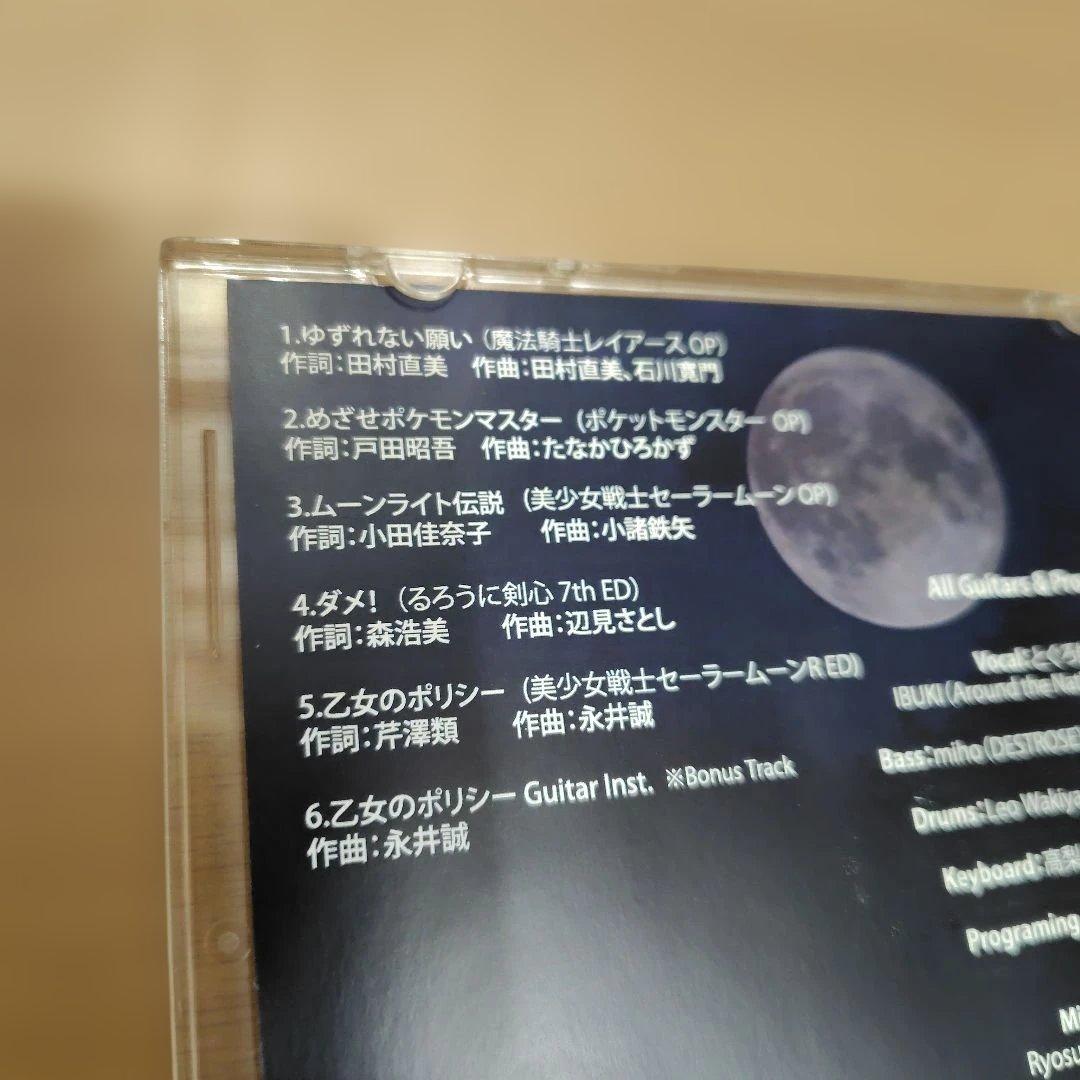 1.ゆずれない願い（魔法騎士レイアース OP）
作詞：田村直美　作曲：田村直美、石川寛門
2.めざせポケモンマスター（ポケットモンスター OP）
作詞：戸田昭吾　作曲：たなかひろかず
3.ムーンライト伝説（美少女戦士セーラームーン OP）
作詞：小田佳奈子　作曲：小諸鉄矢
4.ダメ！（るろうに剣心 7th ED）
作詞：森浩美　作曲：辺見さとし
5.乙女のポリシー（美少女戦士セーラームーンR ED）
作詞：芹澤類　作曲：永井誠
6.乙女のポリシー Guitar Inst. ※Bonus Track
作曲：永井誠
All Guitars &
Vocal：とくろ
IBUKI（Around the
Bass：miho（DESTROSE）
Drums：Leo
Keyboard：高梨
Programing